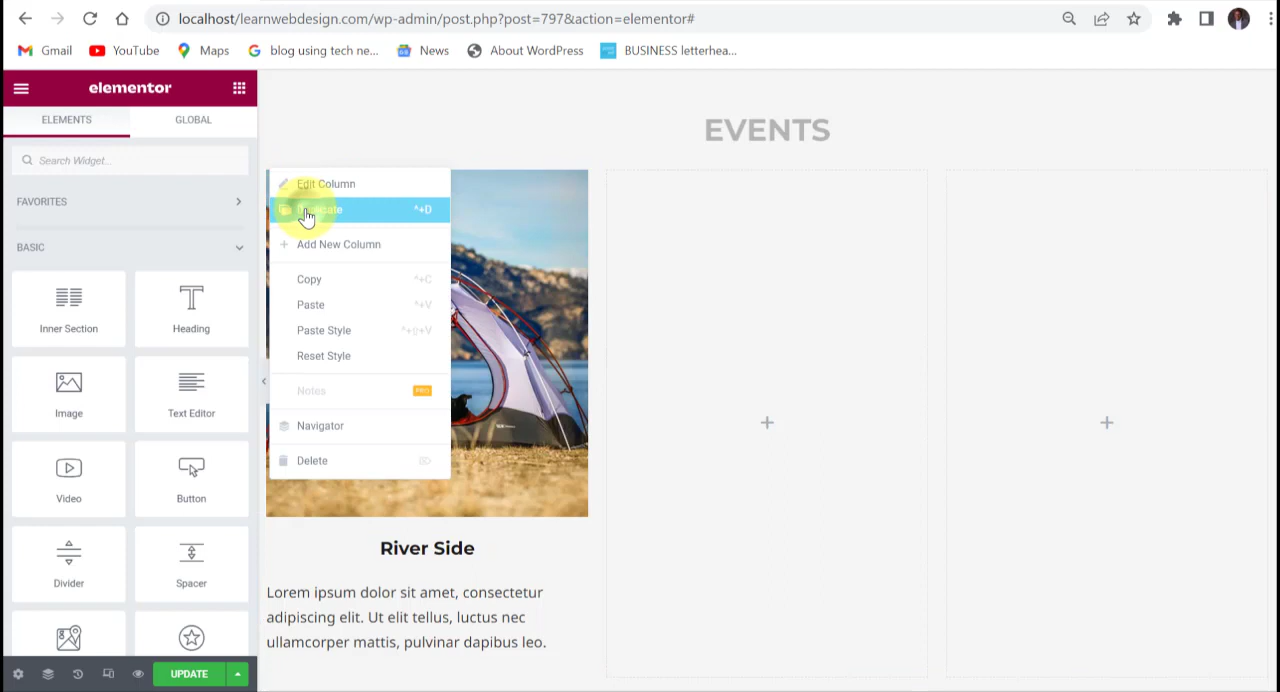 localhost/learnwebdesign.com/wp-admin/post.php?post=797&action=elementor#
Gmail YouTube Maps blog using tech ne... News About WordPress BUSINESS letterhea...
elementor
ELEMENTS GLOBAL
Search Widget...
FAVORITES
BASIC
Inner Section Heading
Image Text Editor
Video Button
Divider Spacer
UPDATE
EVENTS
Edit Column
Duplicate ^+D
Add New Column
Copy ^+C
Paste ^+V
Paste Style ^+⇧+V
Reset Style
Notes PRO
Navigator
Delete
River Side
Lorem ipsum dolor sit amet, consectetur
adipiscing elit. Ut elit tellus, luctus nec
ullamcorper mattis, pulvinar dapibus leo.